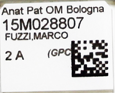 Anat Pat OM Bologna
15M028807
FUZZI,MARCO
2 A
(GPC